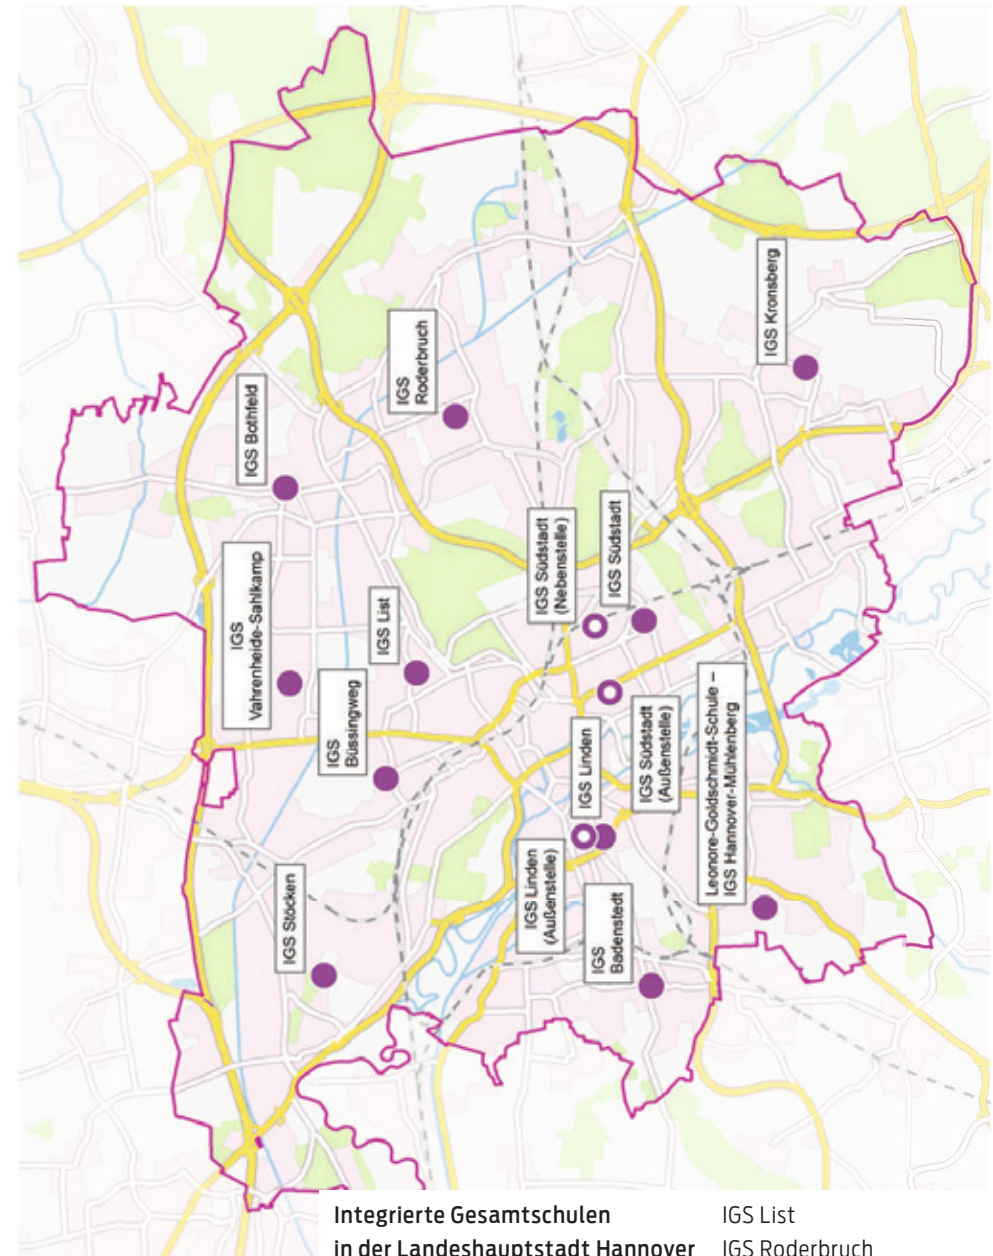 IGS Kronsberg
IGS
Roderbruch
IGS Bothfeld
IGS Südstadt
(Nebenstelle)
IGS Südstadt
IGS
Vahrenheide-Sahlkamp
IGS List
IGS
Büssingweg
IGS Linden
IGS Südstadt
(Außenstelle)
Leonore-Goldschmidt-Schule –
IGS Hannover-Mühlenberg
IGS Linden
(Außenstelle)
IGS Stöcken
IGS
Badenstedt
Integrierte Gesamtschulen
in der Landeshauptstadt Hannover
IGS List
IGS Roderbruch